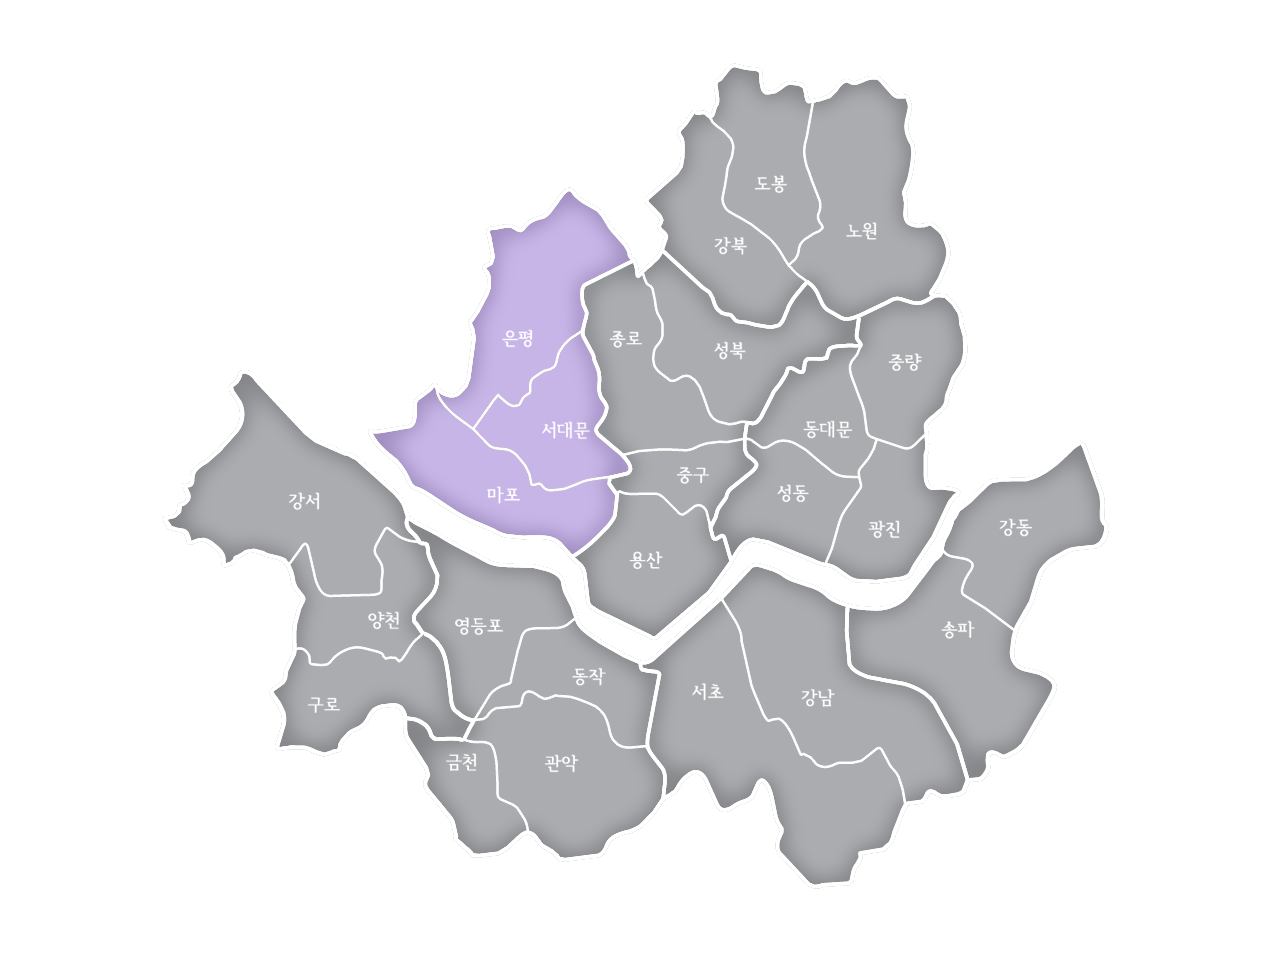 도봉
노원
강북
은평
종로
성북
중랑
서대문
동대문
마포
중구
성동
강서
광진
강동
용산
양천
영등포
송파
동작
서초
강남
구로
금천
관악